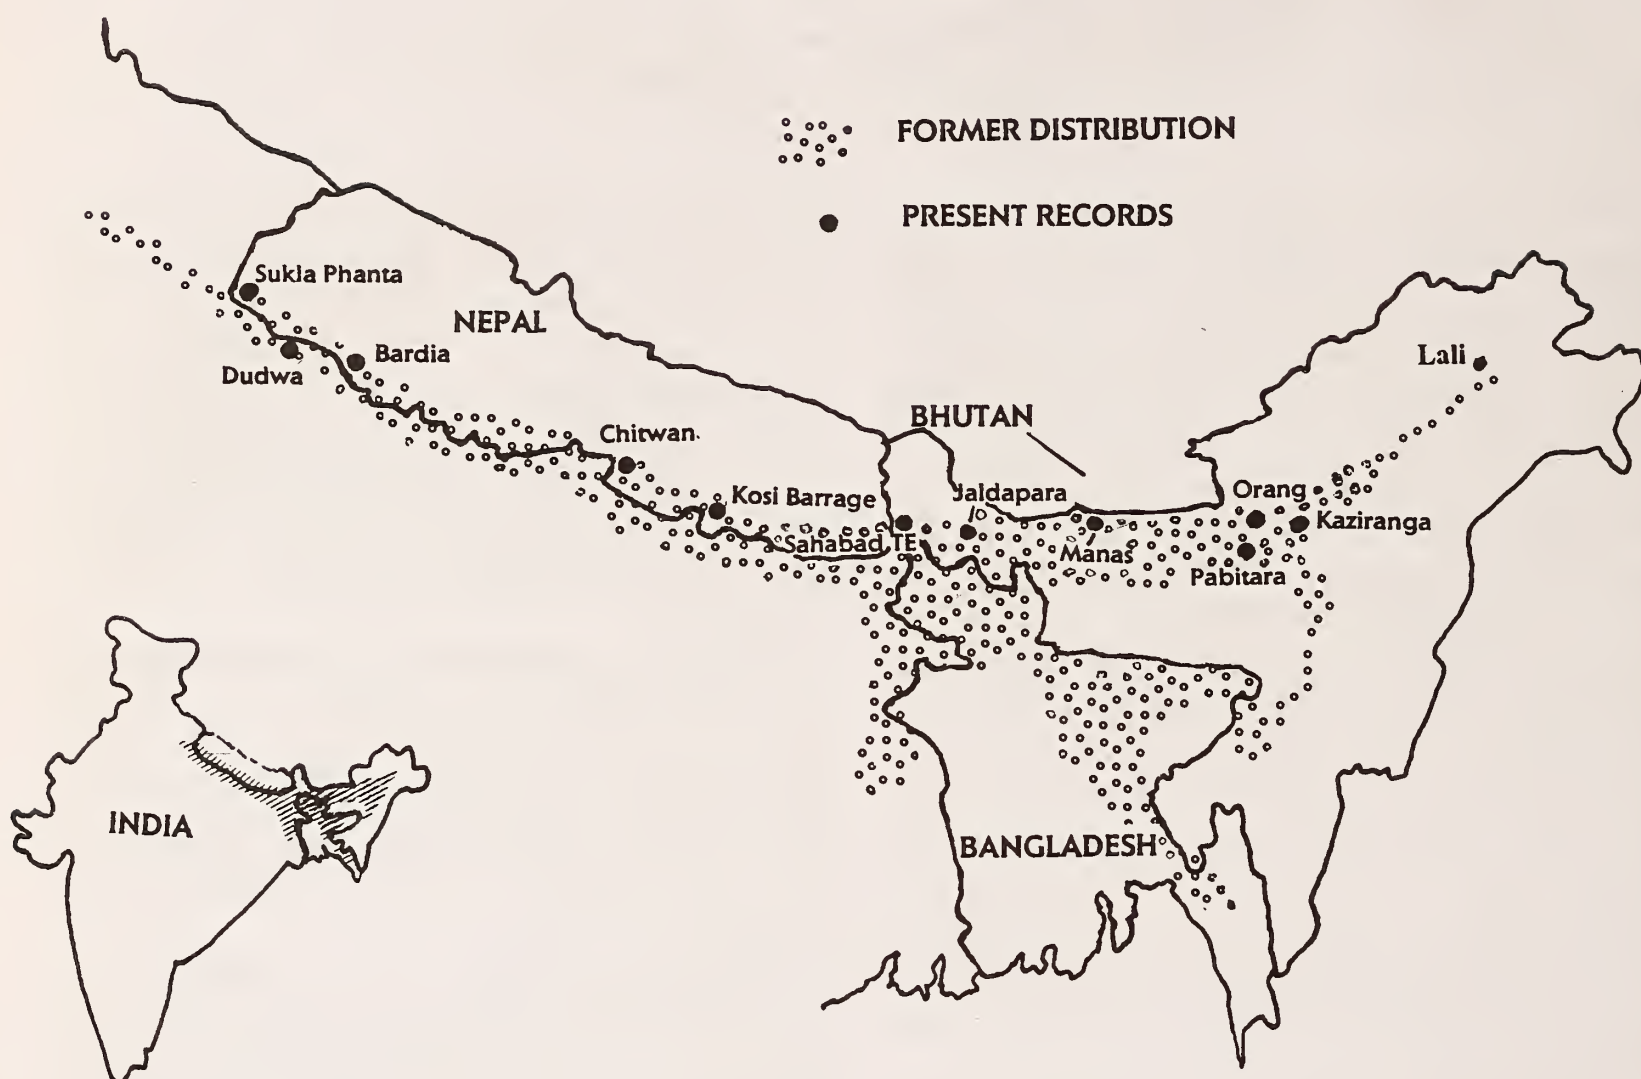 FORMER DISTRIBUTION
PRESENT RECORDS
Sukla Phanta
NEPAL
Bardia
Dudwa
Lali
BHUTAN
Chitwan.
Kosi Barrage
Jaldapara
Orang
Kaziranga
Sahabad TE
Manas
Pabitara
INDIA
BANGLADESH